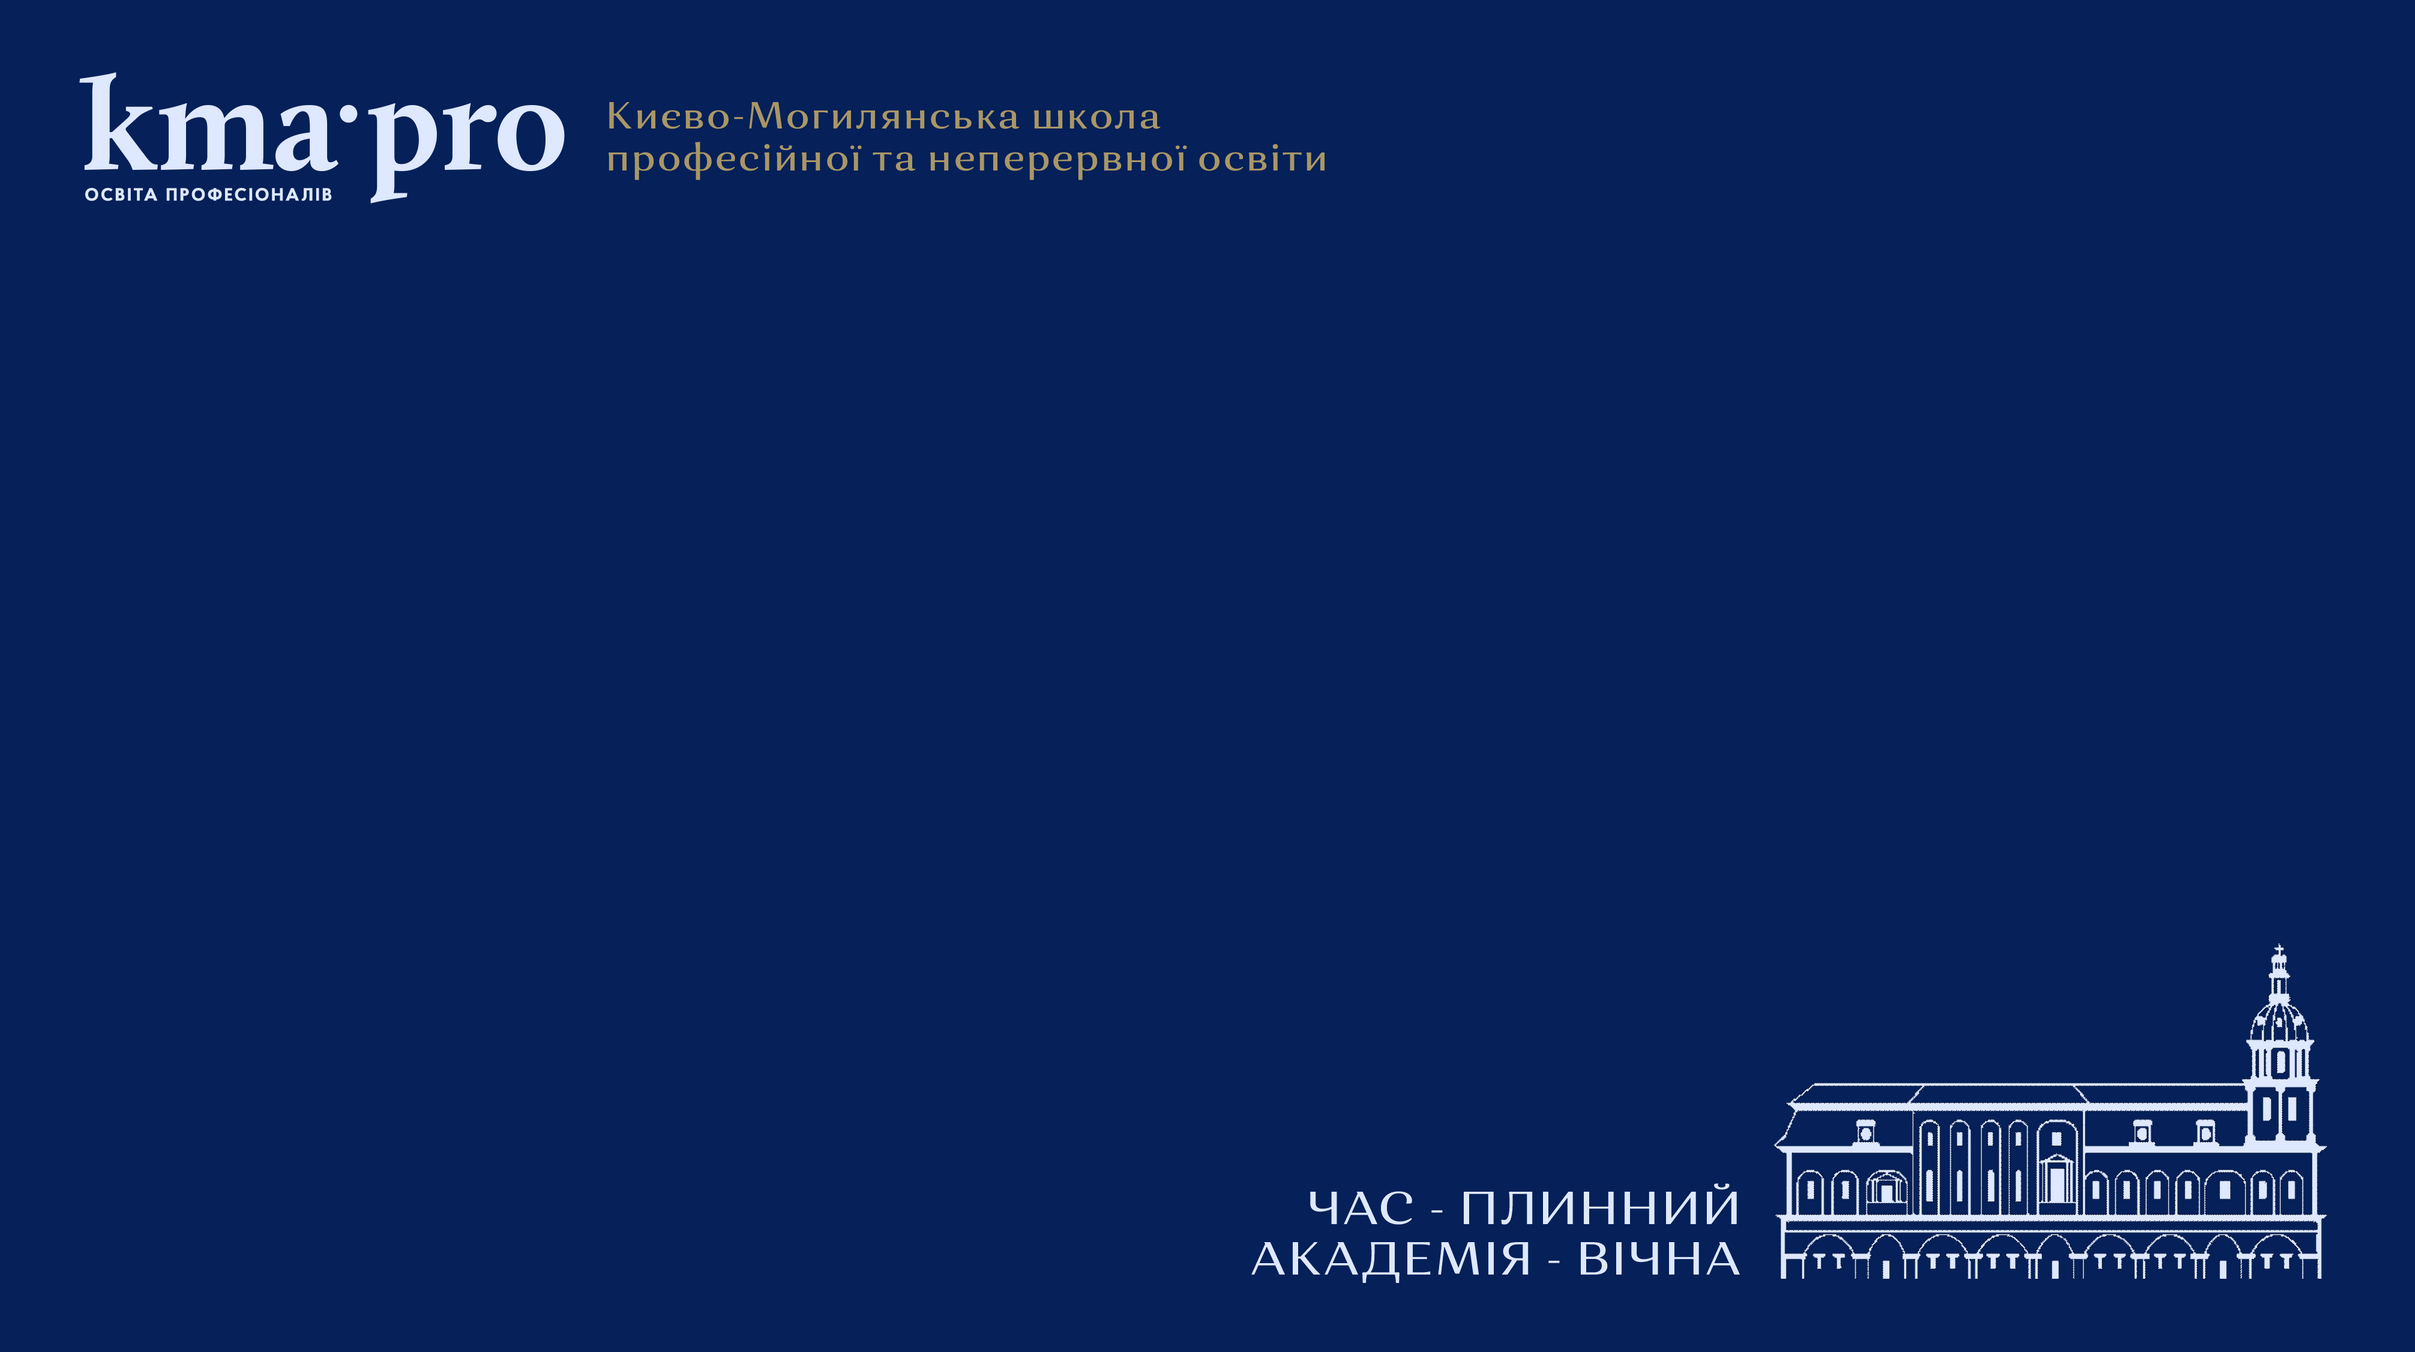 kma·pro
ОСВІТА ПРОФЕСІОНАЛІВ
Києво-Могилянська школа
професійної та неперервної освіти
ЧАС - ПЛИННИЙ
АКАДЕМІЯ - ВІЧНА